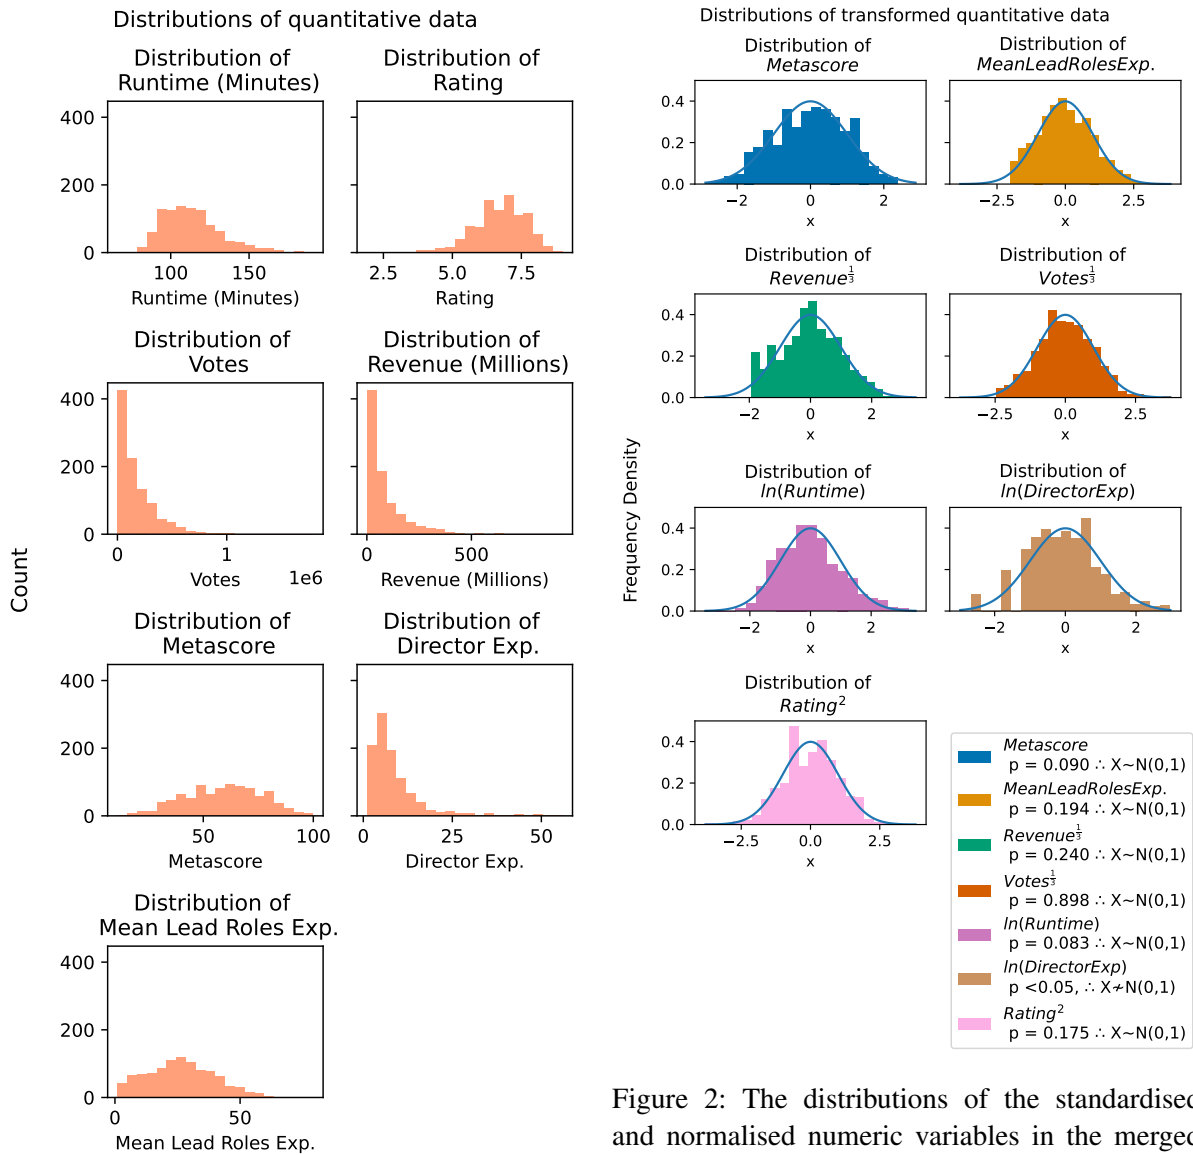 Distributions of quantitative data
Distribution of
Runtime (Minutes)
400
200
0
100
150
Runtime (Minutes)
Distribution of
Rating
2.5
5.0
7.5
Rating
Distribution of
Votes
400
200
0
0
1
1e6
Votes
Distribution of
Revenue (Millions)
0
500
Revenue (Millions)
Count
Distribution of
Metascore
400
200
0
50
100
Metascore
Distribution of
Director Exp.
0
25
50
Director Exp.
Distribution of
Mean Lead Roles Exp.
400
200
0
0
50
Mean Lead Roles Exp.
Distributions of transformed quantitative data
Distribution of
Metascore
0.4
0.2
0.0
−2
0
2
x
Distribution of
MeanLeadRolesExp.
−2.5
0.0
2.5
x
Distribution of
Revenue^{1/3}
0.4
0.2
0.0
−2
0
2
x
Distribution of
Votes^{1/3}
−2.5
0.0
2.5
x
Frequency Density
Distribution of
ln(Runtime)
0.4
0.2
0.0
−2
0
2
x
Distribution of
ln(DirectorExp)
−2
0
2
x
Distribution of
Rating²
0.4
0.2
0.0
−2.5
0.0
2.5
x
Metascore
p = 0.090 ∴ X~N(0,1)
MeanLeadRolesExp.
p = 0.194 ∴ X~N(0,1)
Revenue^{1/3}
p = 0.240 ∴ X~N(0,1)
Votes^{1/3}
p = 0.898 ∴ X~N(0,1)
ln(Runtime)
p = 0.083 ∴ X~N(0,1)
ln(DirectorExp)
p <0.05, ∴ X≁N(0,1)
Rating²
p = 0.175 ∴ X~N(0,1)
Figure 2: The distributions of the standardised
and normalised numeric variables in the merged